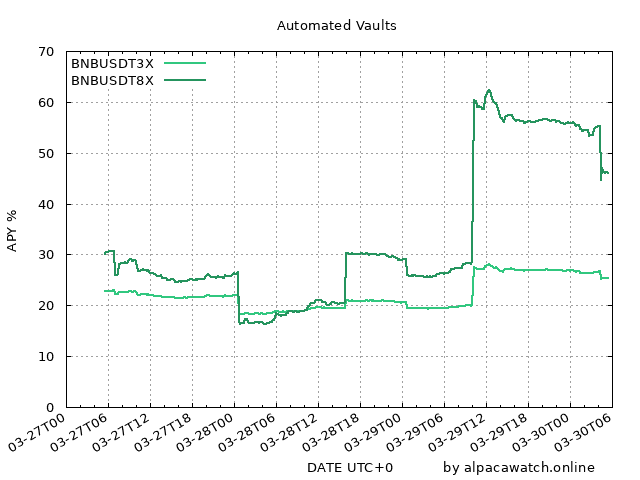 Automated Vaults
BNBUSDT3X
BNBUSDT8X
APY %
70
60
50
40
30
20
10
0
03-27T00
03-27T06
03-27T12
03-27T18
03-28T00
03-28T06
03-28T12
03-28T18
03-29T00
03-29T06
03-29T12
03-29T18
03-30T00
03-30T06
DATE UTC+0
by alpacawatch.online